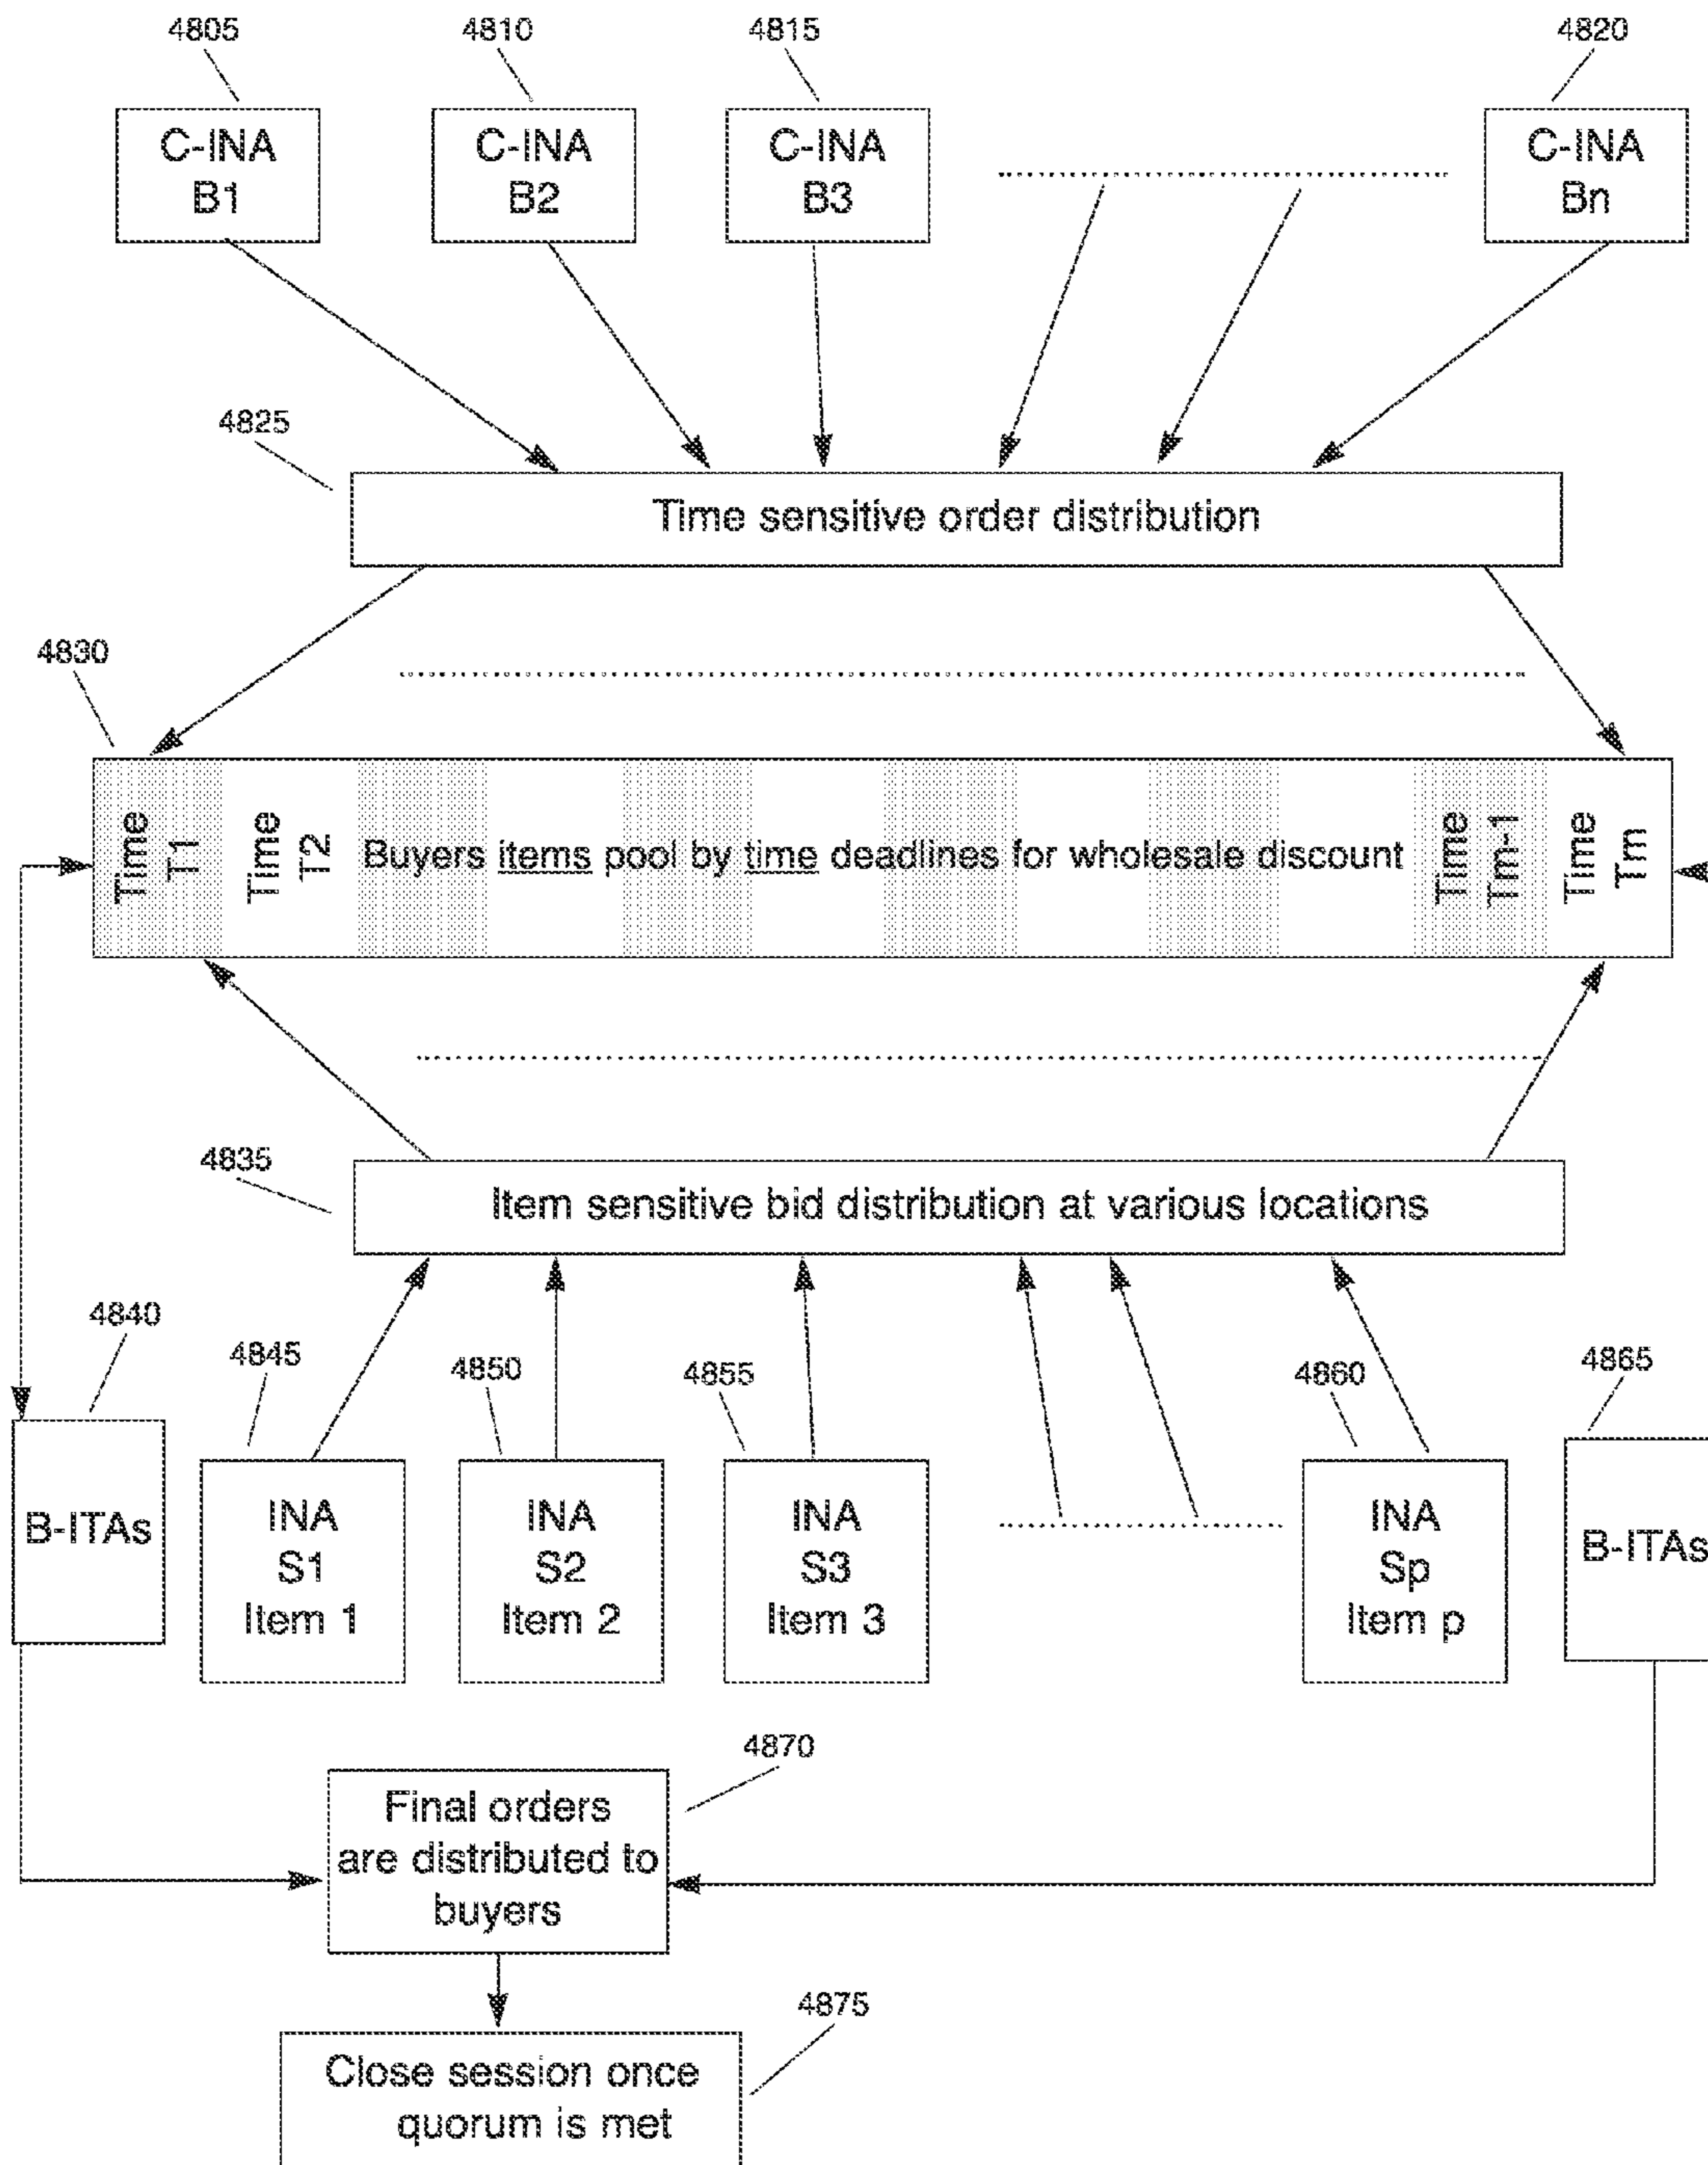 4805
4810
4815
4820
C-INA
B1
C-INA
B2
C-INA
B3
C-INA
Bn
4825
Time sensitive order distribution
4830
Time
T1
Time
T2
Buyers items pool by time deadlines for wholesale discount
Time
Tm-1
Time
Tm
4835
Item sensitive bid distribution at various locations
4840
4845
4850
4855
4860
4865
B-ITAs
INA
S1
Item 1
INA
S2
Item 2
INA
S3
Item 3
INA
Sp
Item p
B-ITAs
4870
Final orders
are distributed to
buyers
4875
Close session once
quorum is met